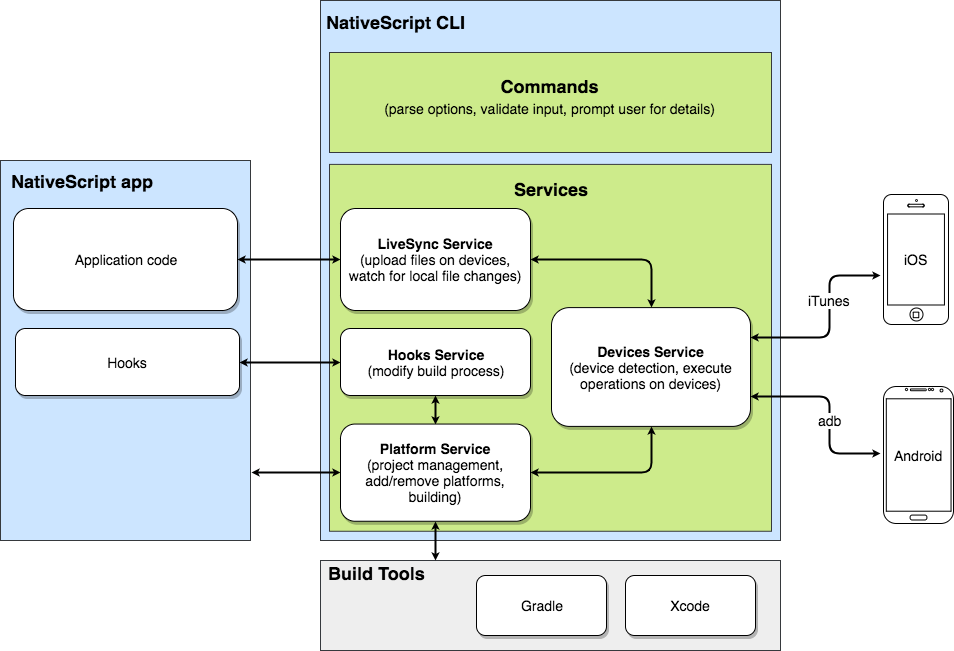 NativeScript CLI
Commands
(parse options, validate input, prompt user for details)
NativeScript app
Application code
Hooks
Services
LiveSync Service
(upload files on devices,
watch for local file changes)
Hooks Service
(modify build process)
Platform Service
(project management,
add/remove platforms,
building)
Devices Service
(device detection, execute
operations on devices)
iTunes
iOS
adb
Android
Build Tools
Gradle
Xcode